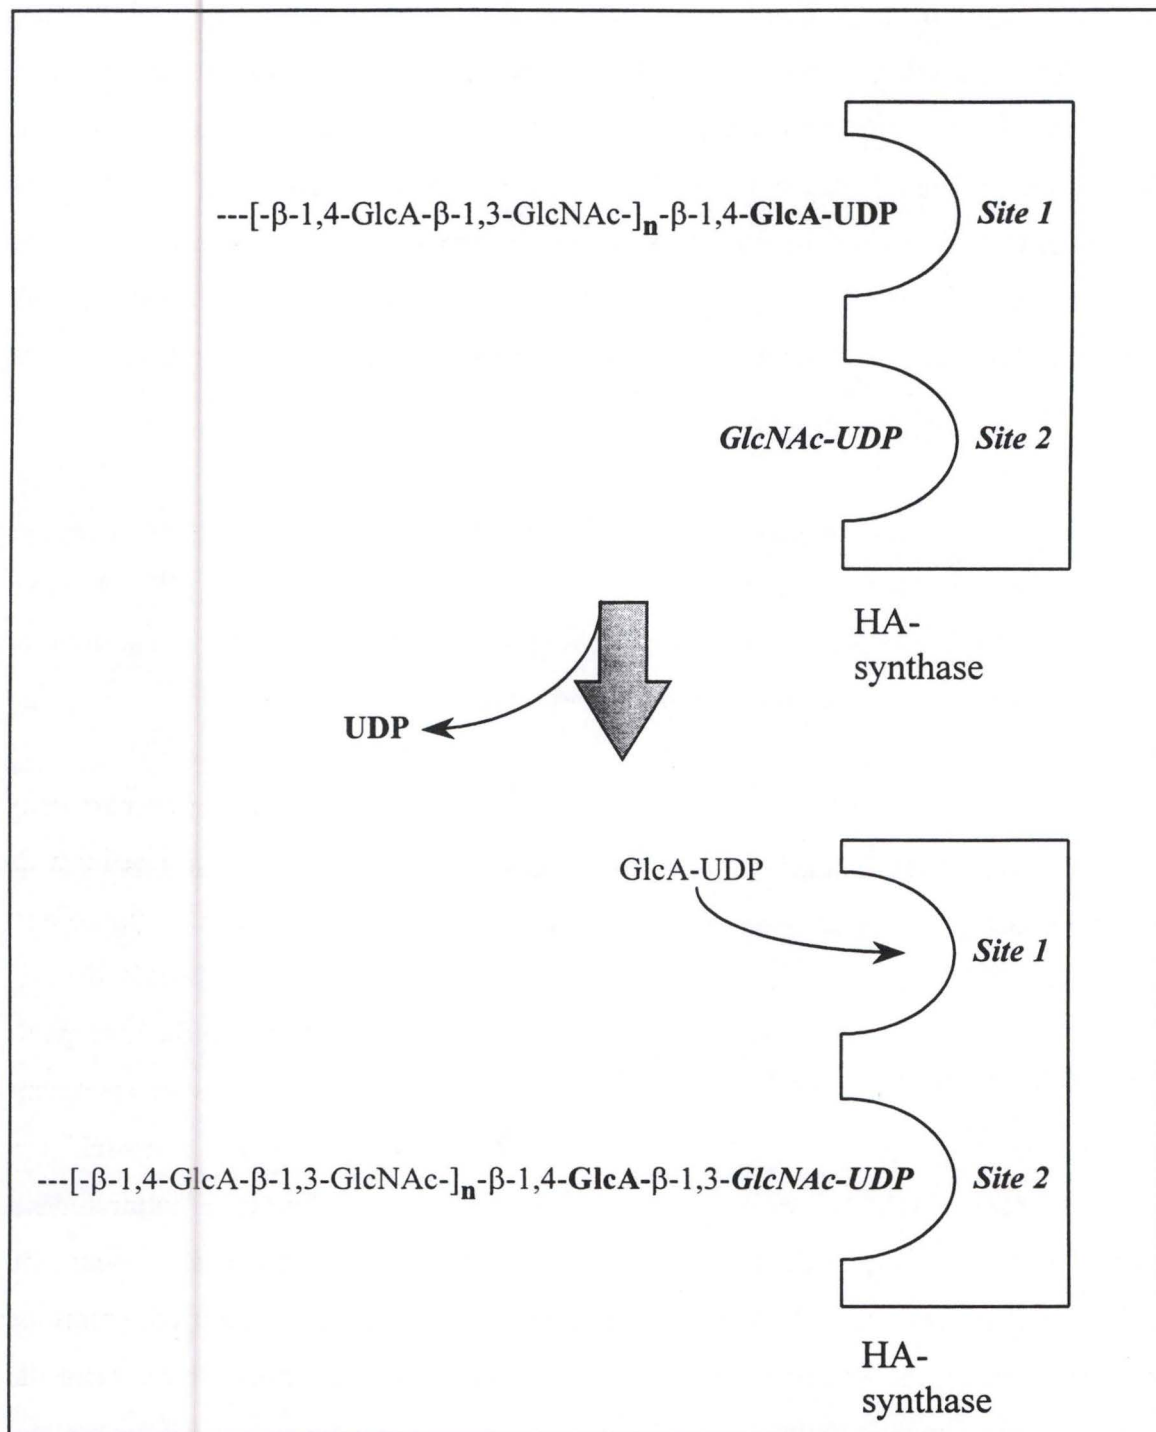 ---[-β-1,4-GlcA-β-1,3-GlcNAc-]n-β-1,4-GlcA-UDP
Site 1
GlcNAc-UDP
Site 2
HA-
synthase
UDP
GlcA-UDP
Site 1
---[-β-1,4-GlcA-β-1,3-GlcNAc-]n-β-1,4-GlcA-β-1,3-GlcNAc-UDP
Site 2
HA-
synthase